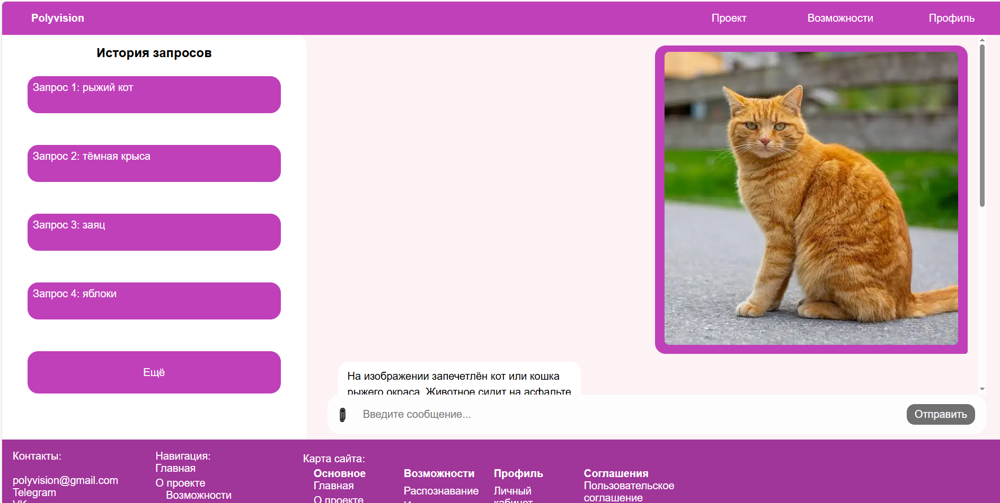 Polyvision
Проект
Возможности
Профиль
История запросов
Запрос 1: рыжий кот
Запрос 2: тёмная крыса
Запрос 3: заяц
Запрос 4: яблоки
Ещё
На изображении запечетлён кот или кошка
рыжего окраса. Животное сидит на асфальте
Введите сообщение...
Отправить
Контакты:
polyvision@gmail.com
Telegram
VK
Навигация:
Главная
О проекте
Возможности
Карта сайта:
Основное
Главная
О проекте
Возможности
Распознавание
Профиль
Личный
кабинет
Соглашения
Пользовательское
соглашение